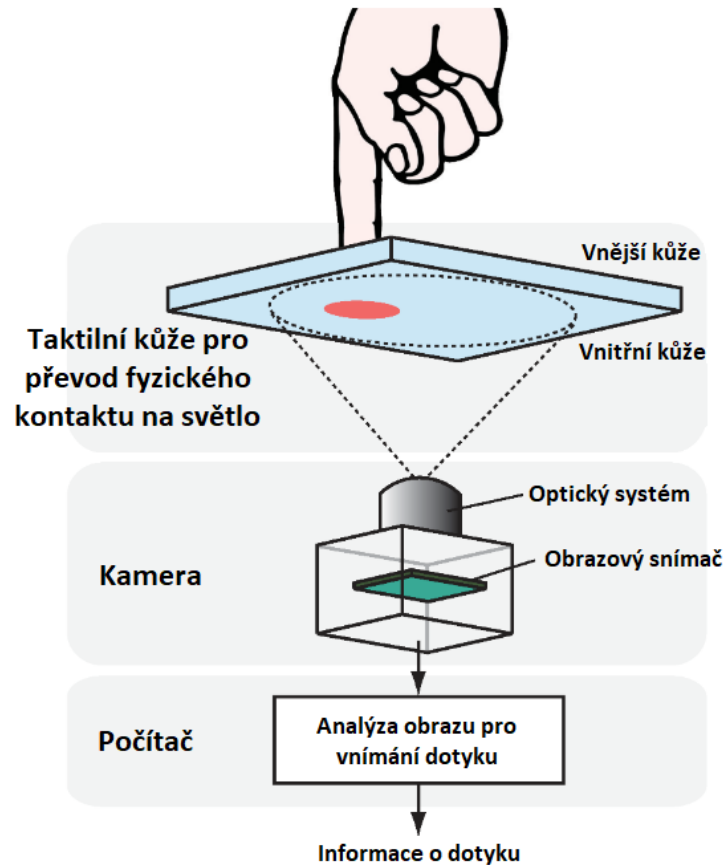 Vnější kůže
Vnitřní kůže
Taktilní kůže pro
převod fyzického
kontaktu na světlo
Optický systém
Obrazový snímač
Kamera
Počítač
Analýza obrazu pro
vnímání dotyku
Informace o dotyku